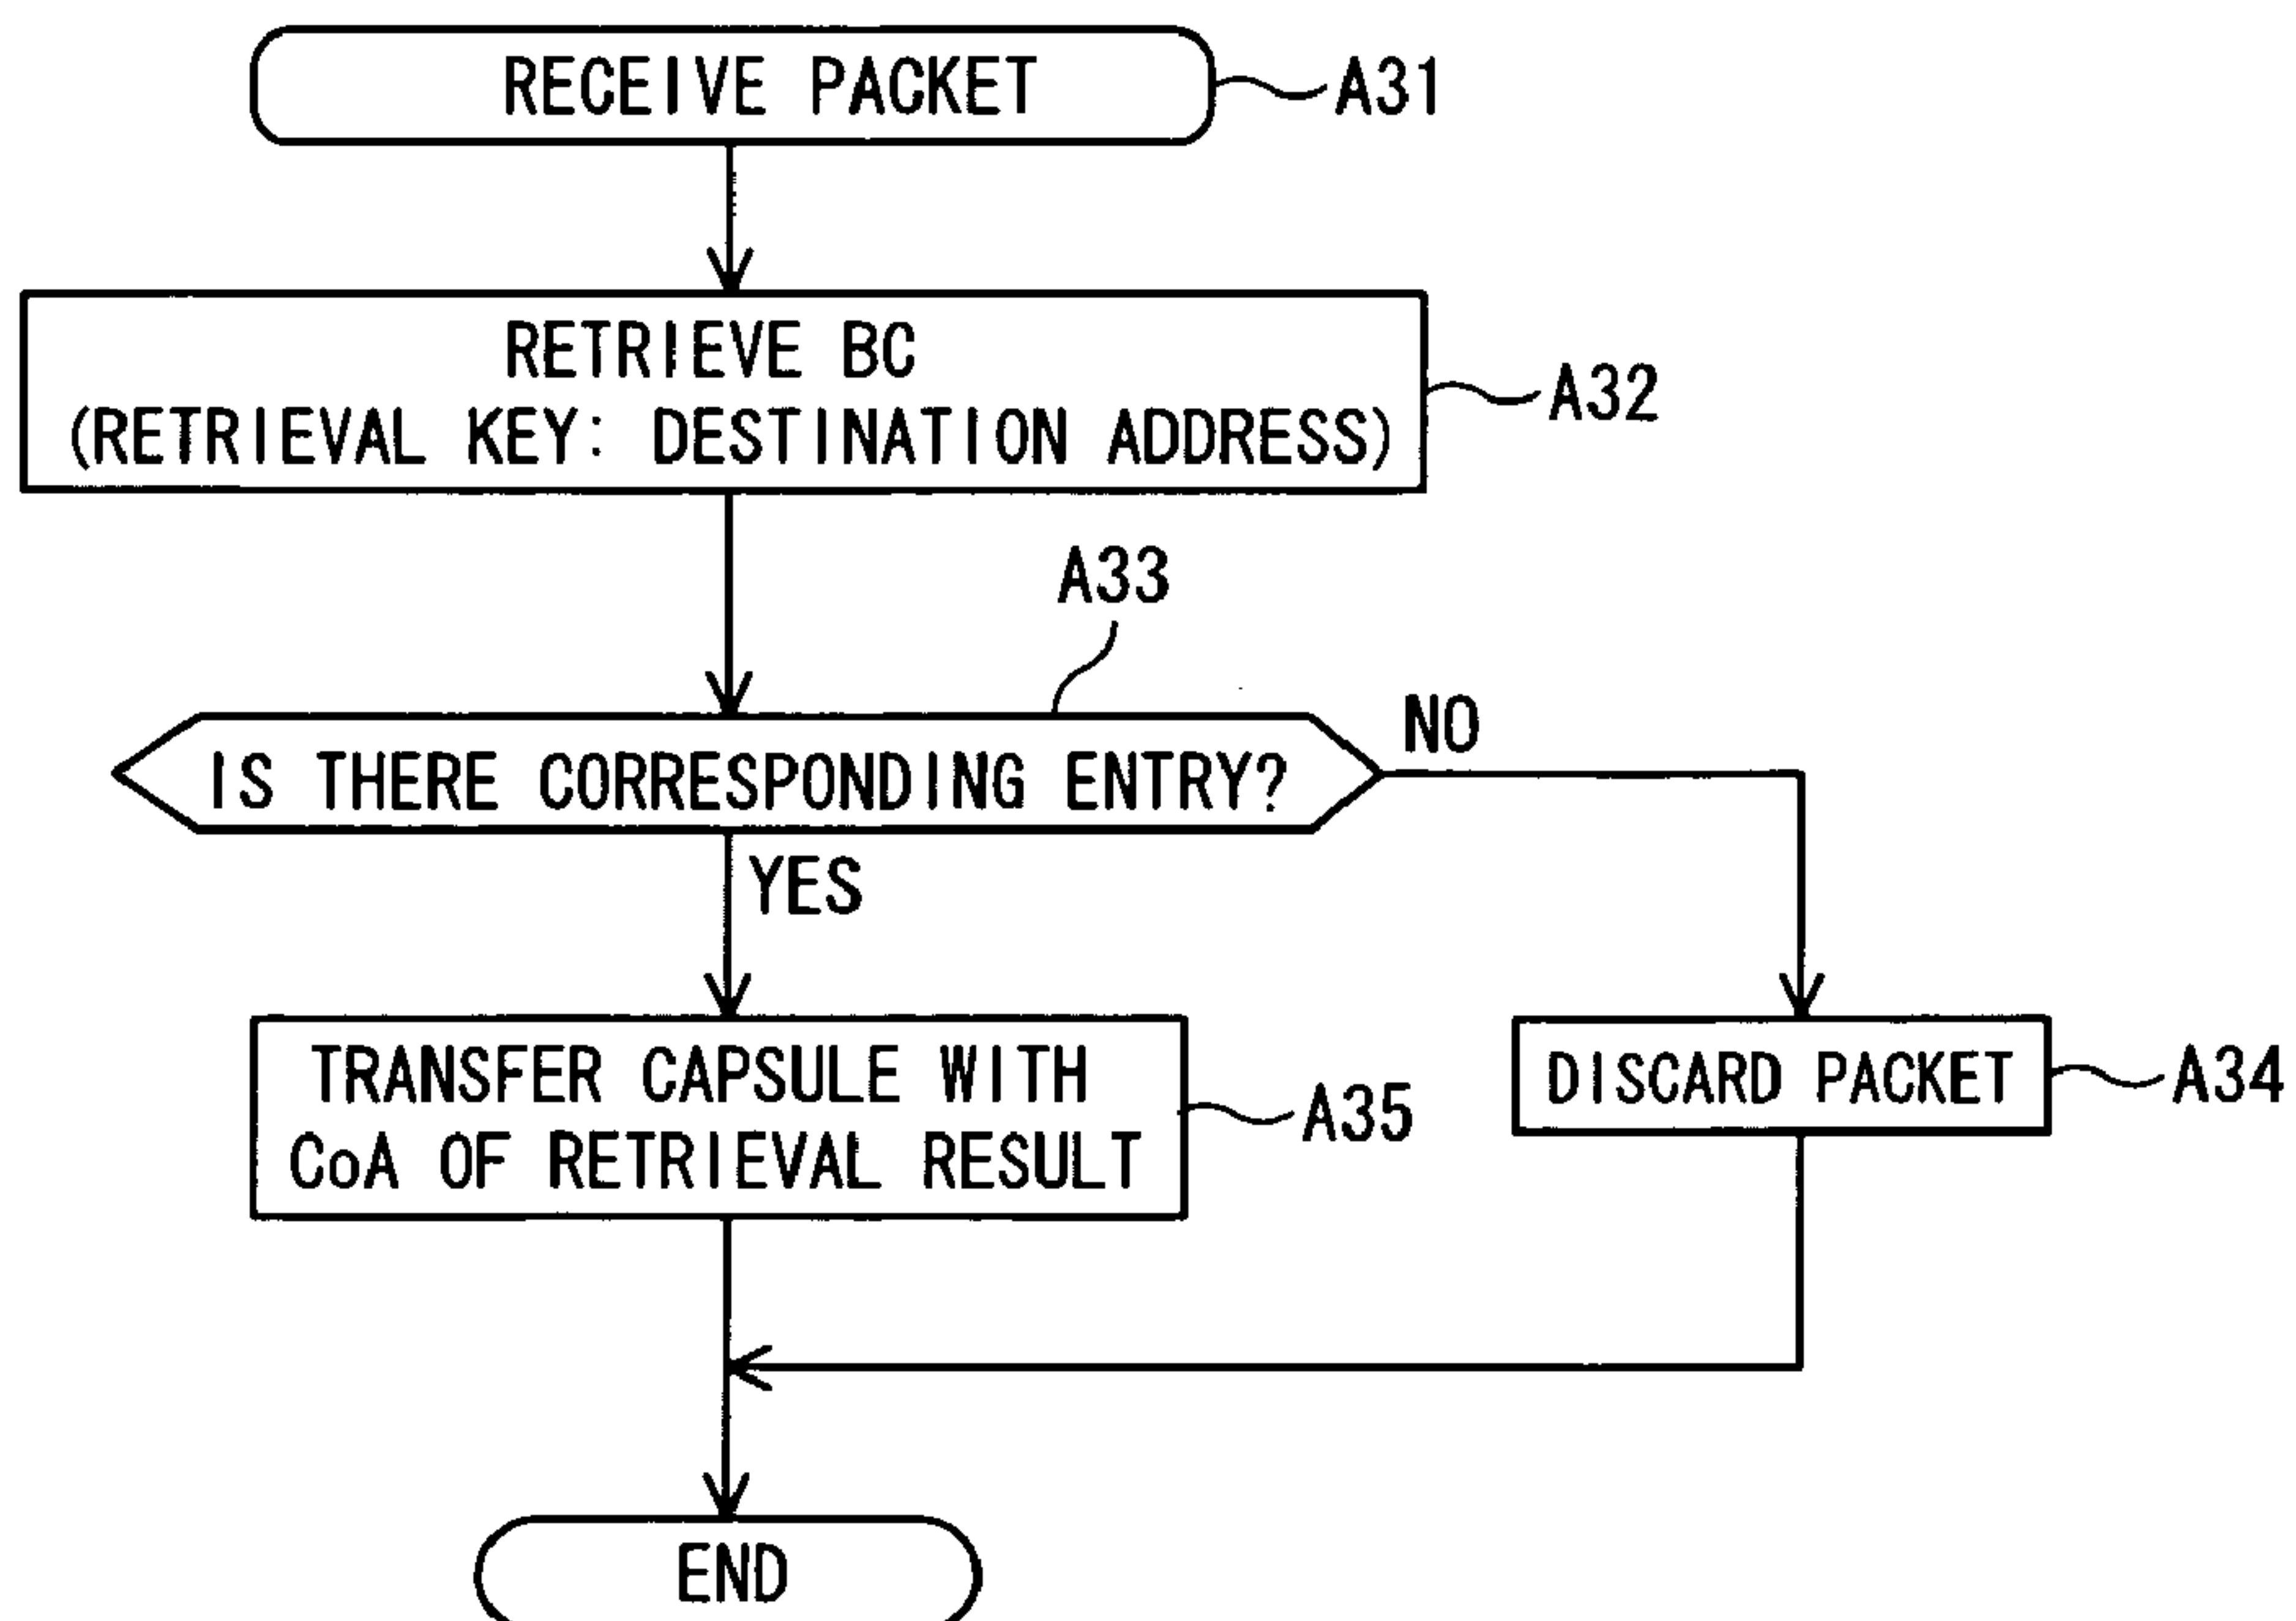 RECEIVE PACKET
A31
RETRIEVE BC
(RETRIEVAL KEY: DESTINATION ADDRESS)
A32
A33
IS THERE CORRESPONDING ENTRY?
NO
YES
TRANSFER CAPSULE WITH
CoA OF RETRIEVAL RESULT
A35
DISCARD PACKET
A34
END